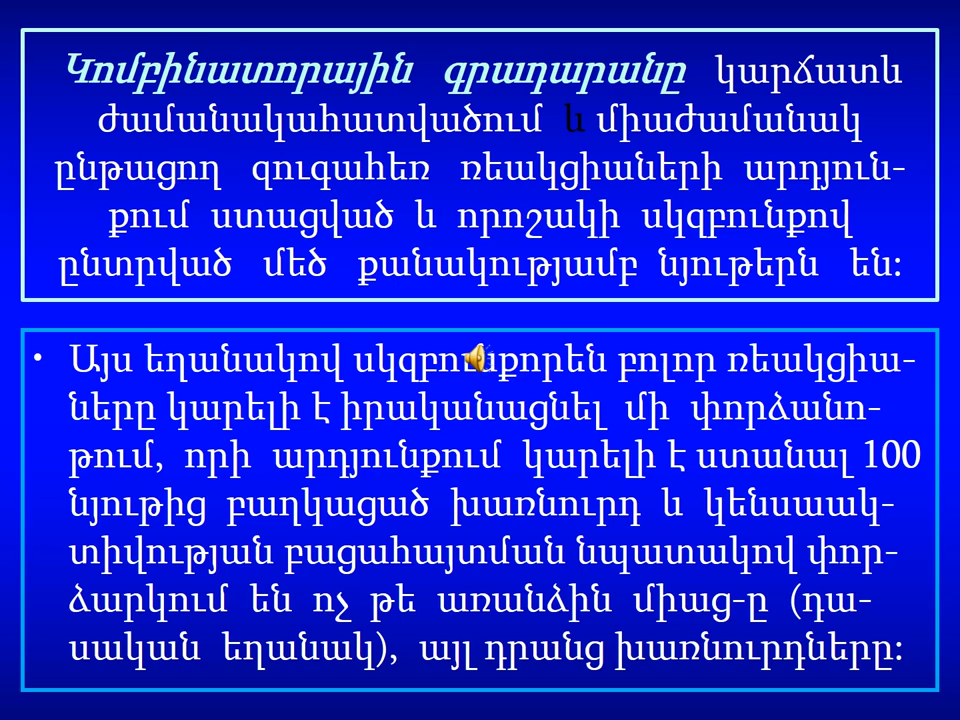 Կոմբինատորային գրադարանը կարճատև
ժամանակահատվածում և միաժամանակ
ընթացող զուգահեռ ռեակցիաների արդյուն-
քում ստացված և որոշակի սկզբունքով
ընտրված մեծ քանակությամբ նյութերն են:
• Այս եղանակով սկզբունքորեն բոլոր ռեակցիա-
ները կարելի է իրականացնել մի փորձանո-
թում, որի արդյունքում կարելի է ստանալ 100
նյութից բաղկացած խառնուրդ և կենսաակ-
տիվության բացահայտման նպատակով փոր-
ձարկում են ոչ թե առանձին միաց-ը (դա-
սական եղանակ), այլ դրանց խառնուրդները: